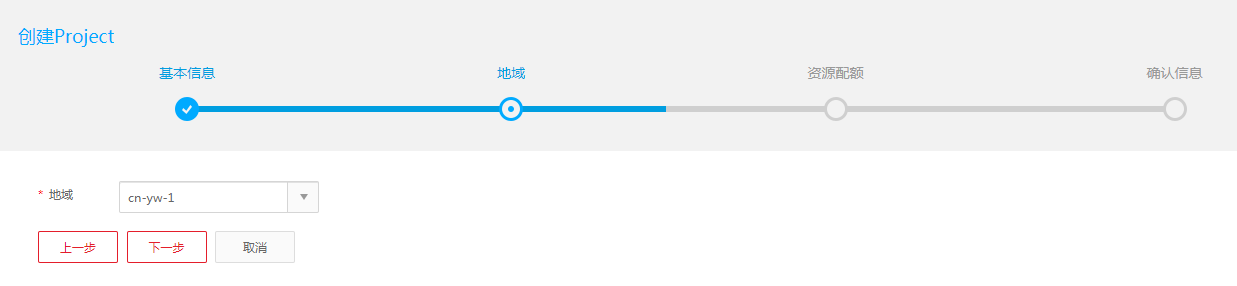 创建Project
基本信息 地域 资源配额 确认信息
* 地域 cn-yw-1
上一步 下一步 取消